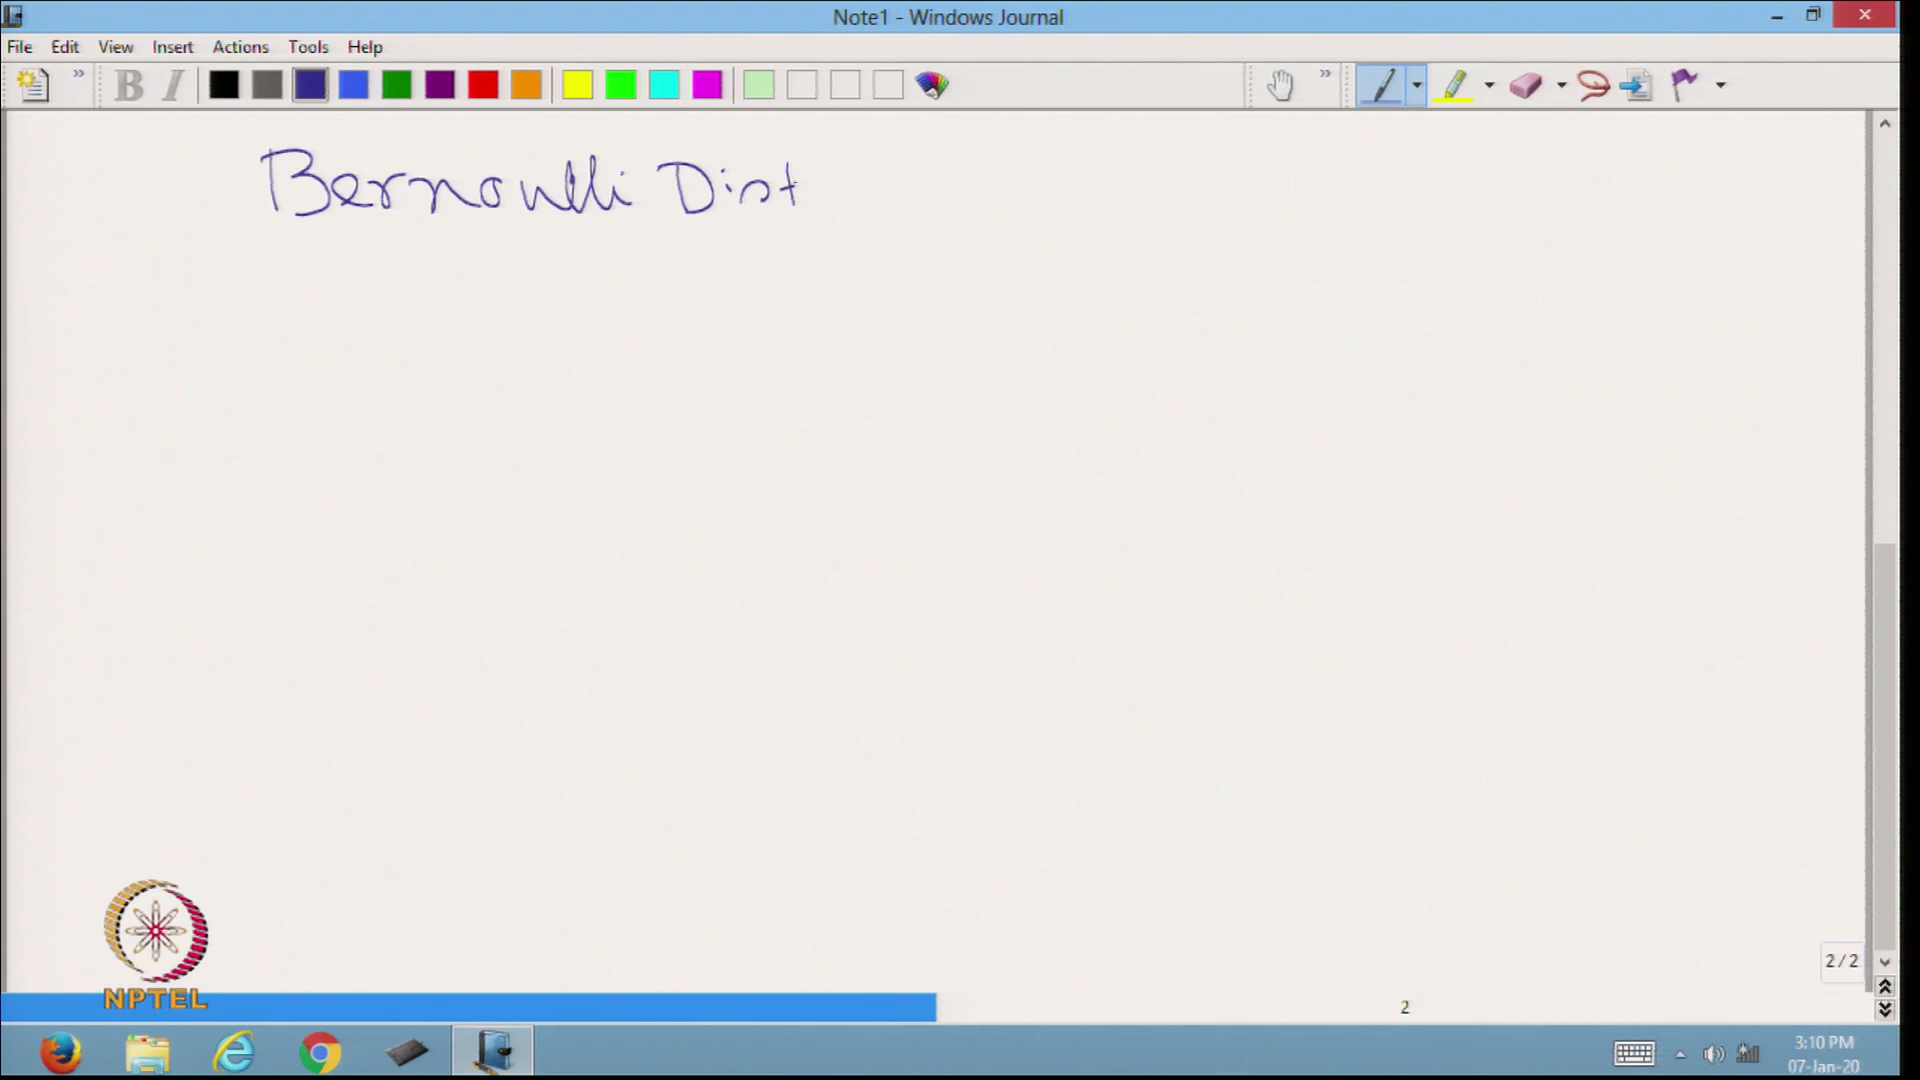 Note1 - Windows Journal
File Edit View Insert Actions Tools Help
B I
Bernoulli Dist
NPTEL
2 / 2
2
3:10 PM
07-Jan-20